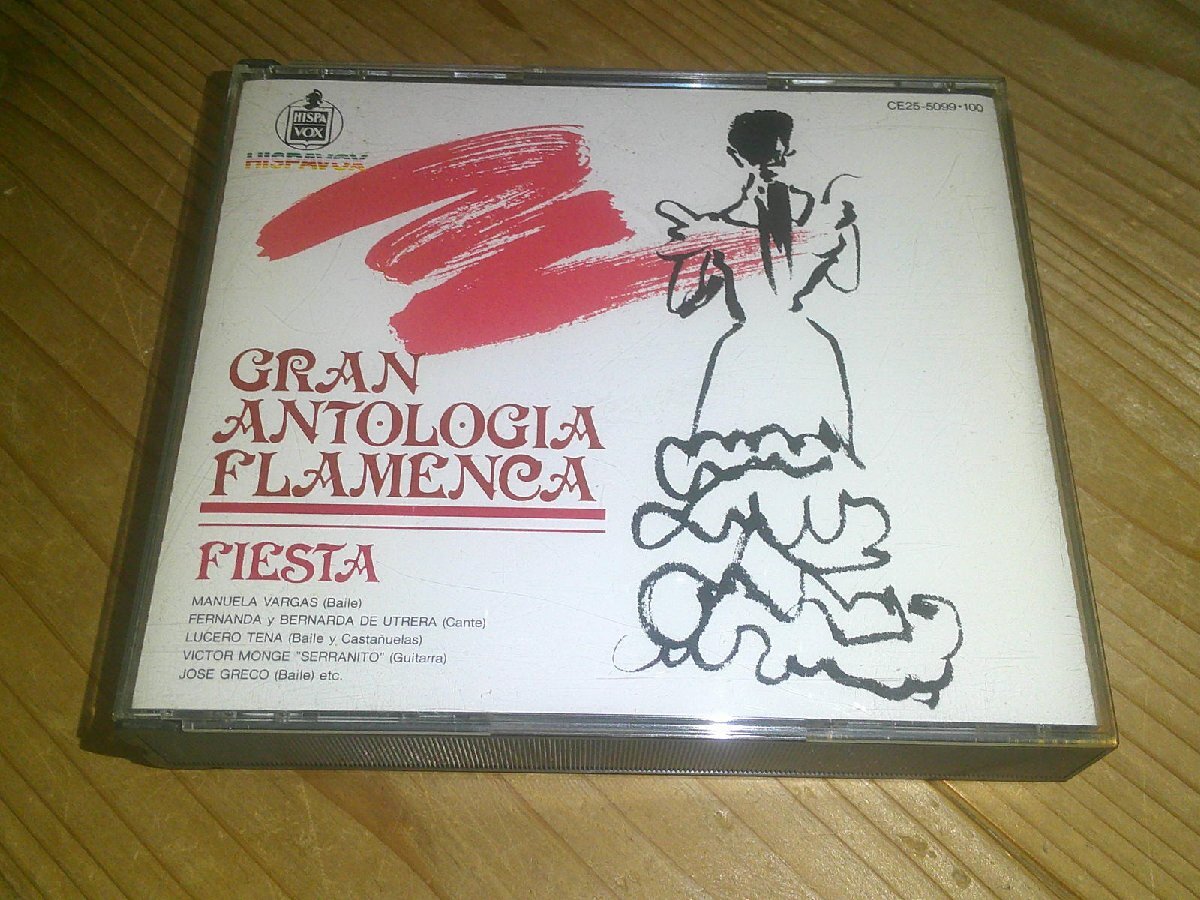 HISPA
VOX
HISPAVOX
CE25-5099·100
GRAN
ANTOLOGIA
FLAMENCA
FIESTA
MANUELA VARGAS (Baile)
FERNANDA y BERNARDA DE UTRERA (Cante)
LUCERO TENA (Baile y Castañuelas)
VICTOR MONGE "SERRANITO" (Guitarra)
JOSE GRECO (Baile) etc.